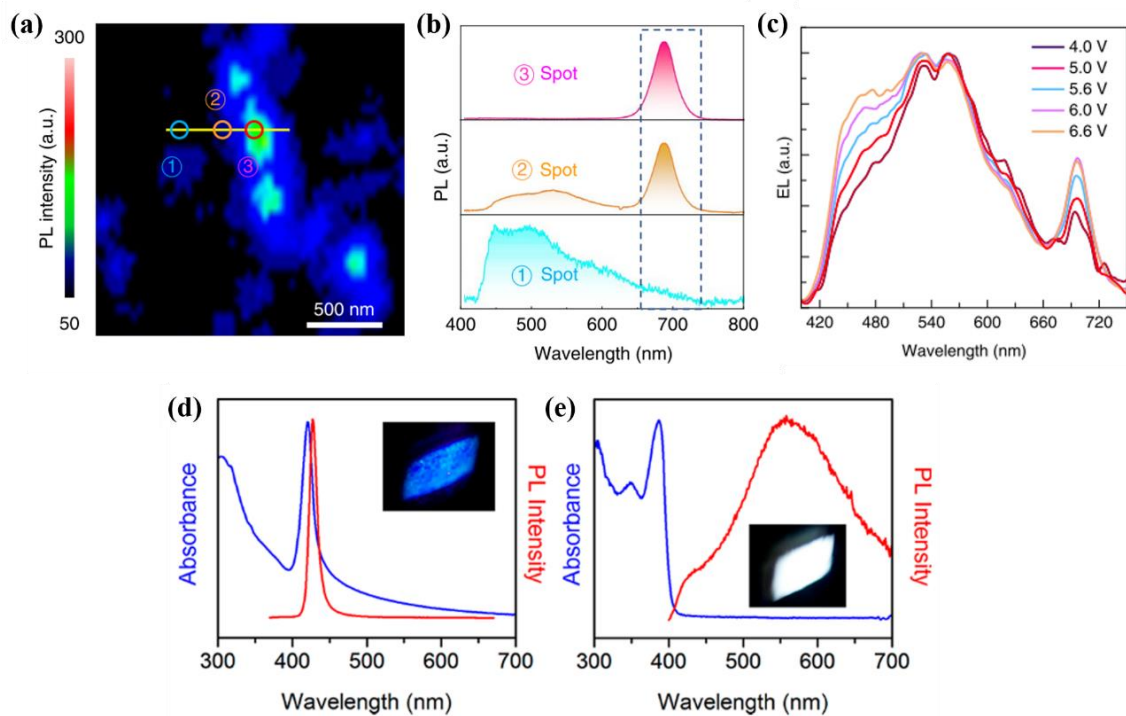 (a)
300
PL intensity (a.u.)
50
①
②
③
500 nm
(b)
③ Spot
② Spot
① Spot
PL (a.u.)
400 500 600 700 800
Wavelength (nm)
(c)
4.0 V
5.0 V
5.6 V
6.0 V
6.6 V
EL (a.u.)
420 480 540 600 660 720
Wavelength (nm)
(d)
Absorbance
PL Intensity
300 400 500 600 700
Wavelength (nm)
(e)
Absorbance
PL Intensity
300 400 500 600 700
Wavelength (nm)